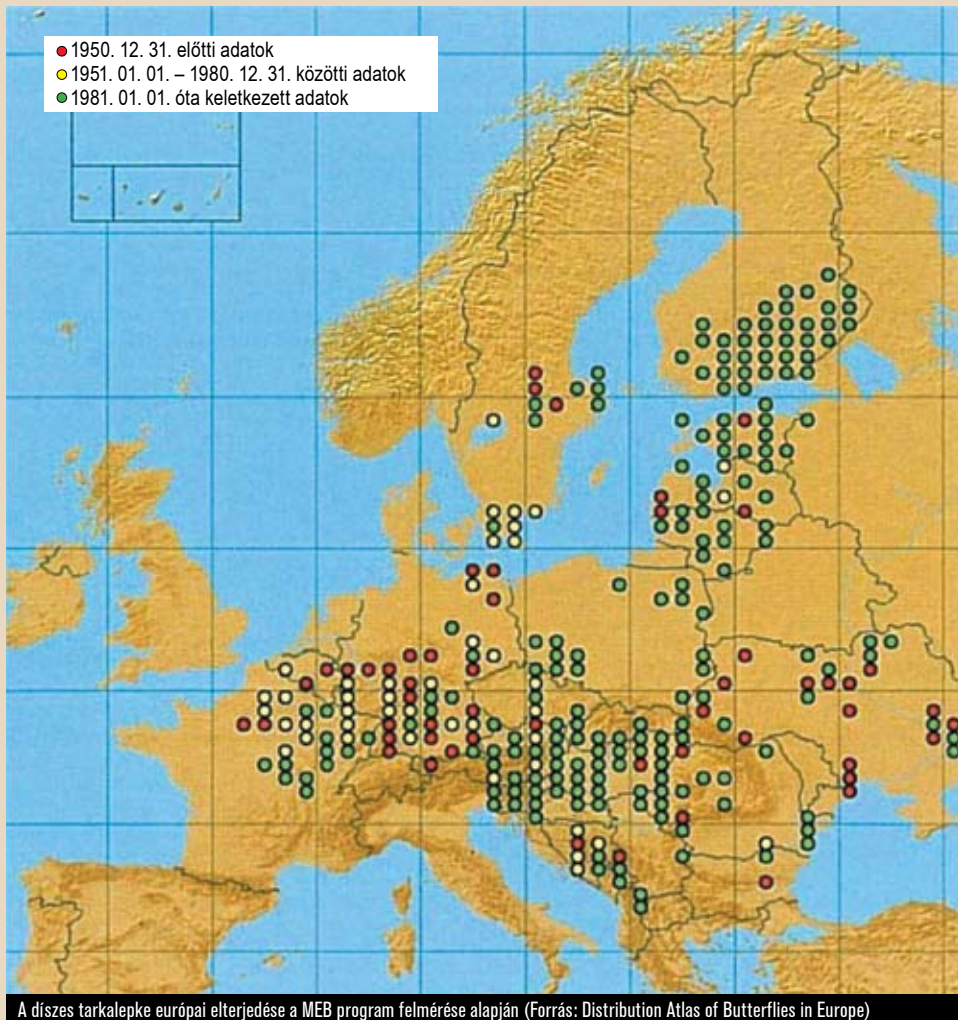 1950. 12. 31. előtti adatok
1951. 01. 01. – 1980. 12. 31. közötti adatok
1981. 01. 01. óta keletkezett adatok
A díszes tarkalepke európai elterjedése a MEB program felmérése alapján (Forrás: Distribution Atlas of Butterflies in Europe)